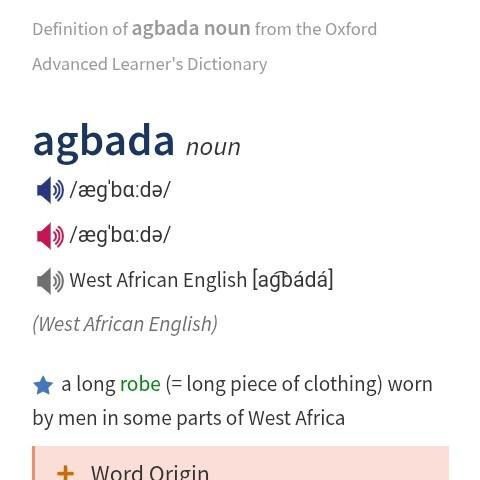 Definition of agbada noun from the Oxford
Advanced Learner's Dictionary
agbada noun
/æɡˈbɑːdə/
/æɡˈbɑːdə/
West African English [aɡ͡bádá]
(West African English)
a long robe (= long piece of clothing) worn
by men in some parts of West Africa
Word Origin